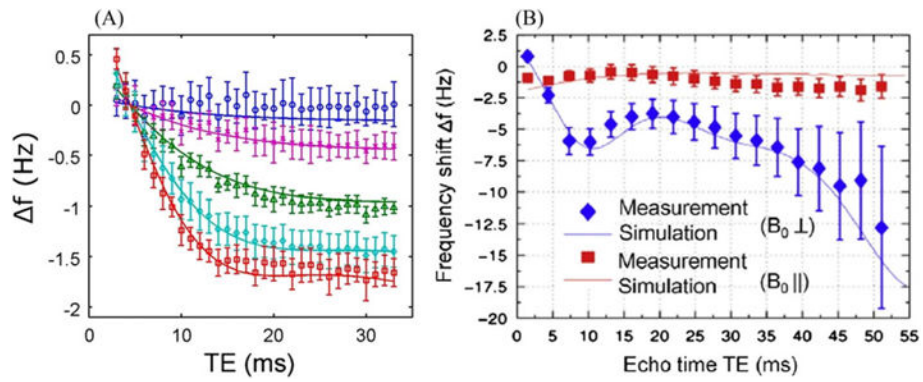 (A)
0.5
0
-0.5
-1
-1.5
-2
Δf (Hz)
0
10
20
30
TE (ms)
(B)
2.5
0
-2.5
-5.0
-7.5
-10
-12.5
-15
-17.5
-20
Frequency shift Δf (Hz)
Measurement
Simulation
(B₀ ⊥)
Measurement
Simulation
(B₀ ||)
0 5 10 15 20 25 30 35 40 45 50 55
Echo time TE (ms)